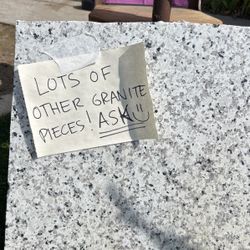 LOTS OF
OTHER GRANITE
PIECES! ASK